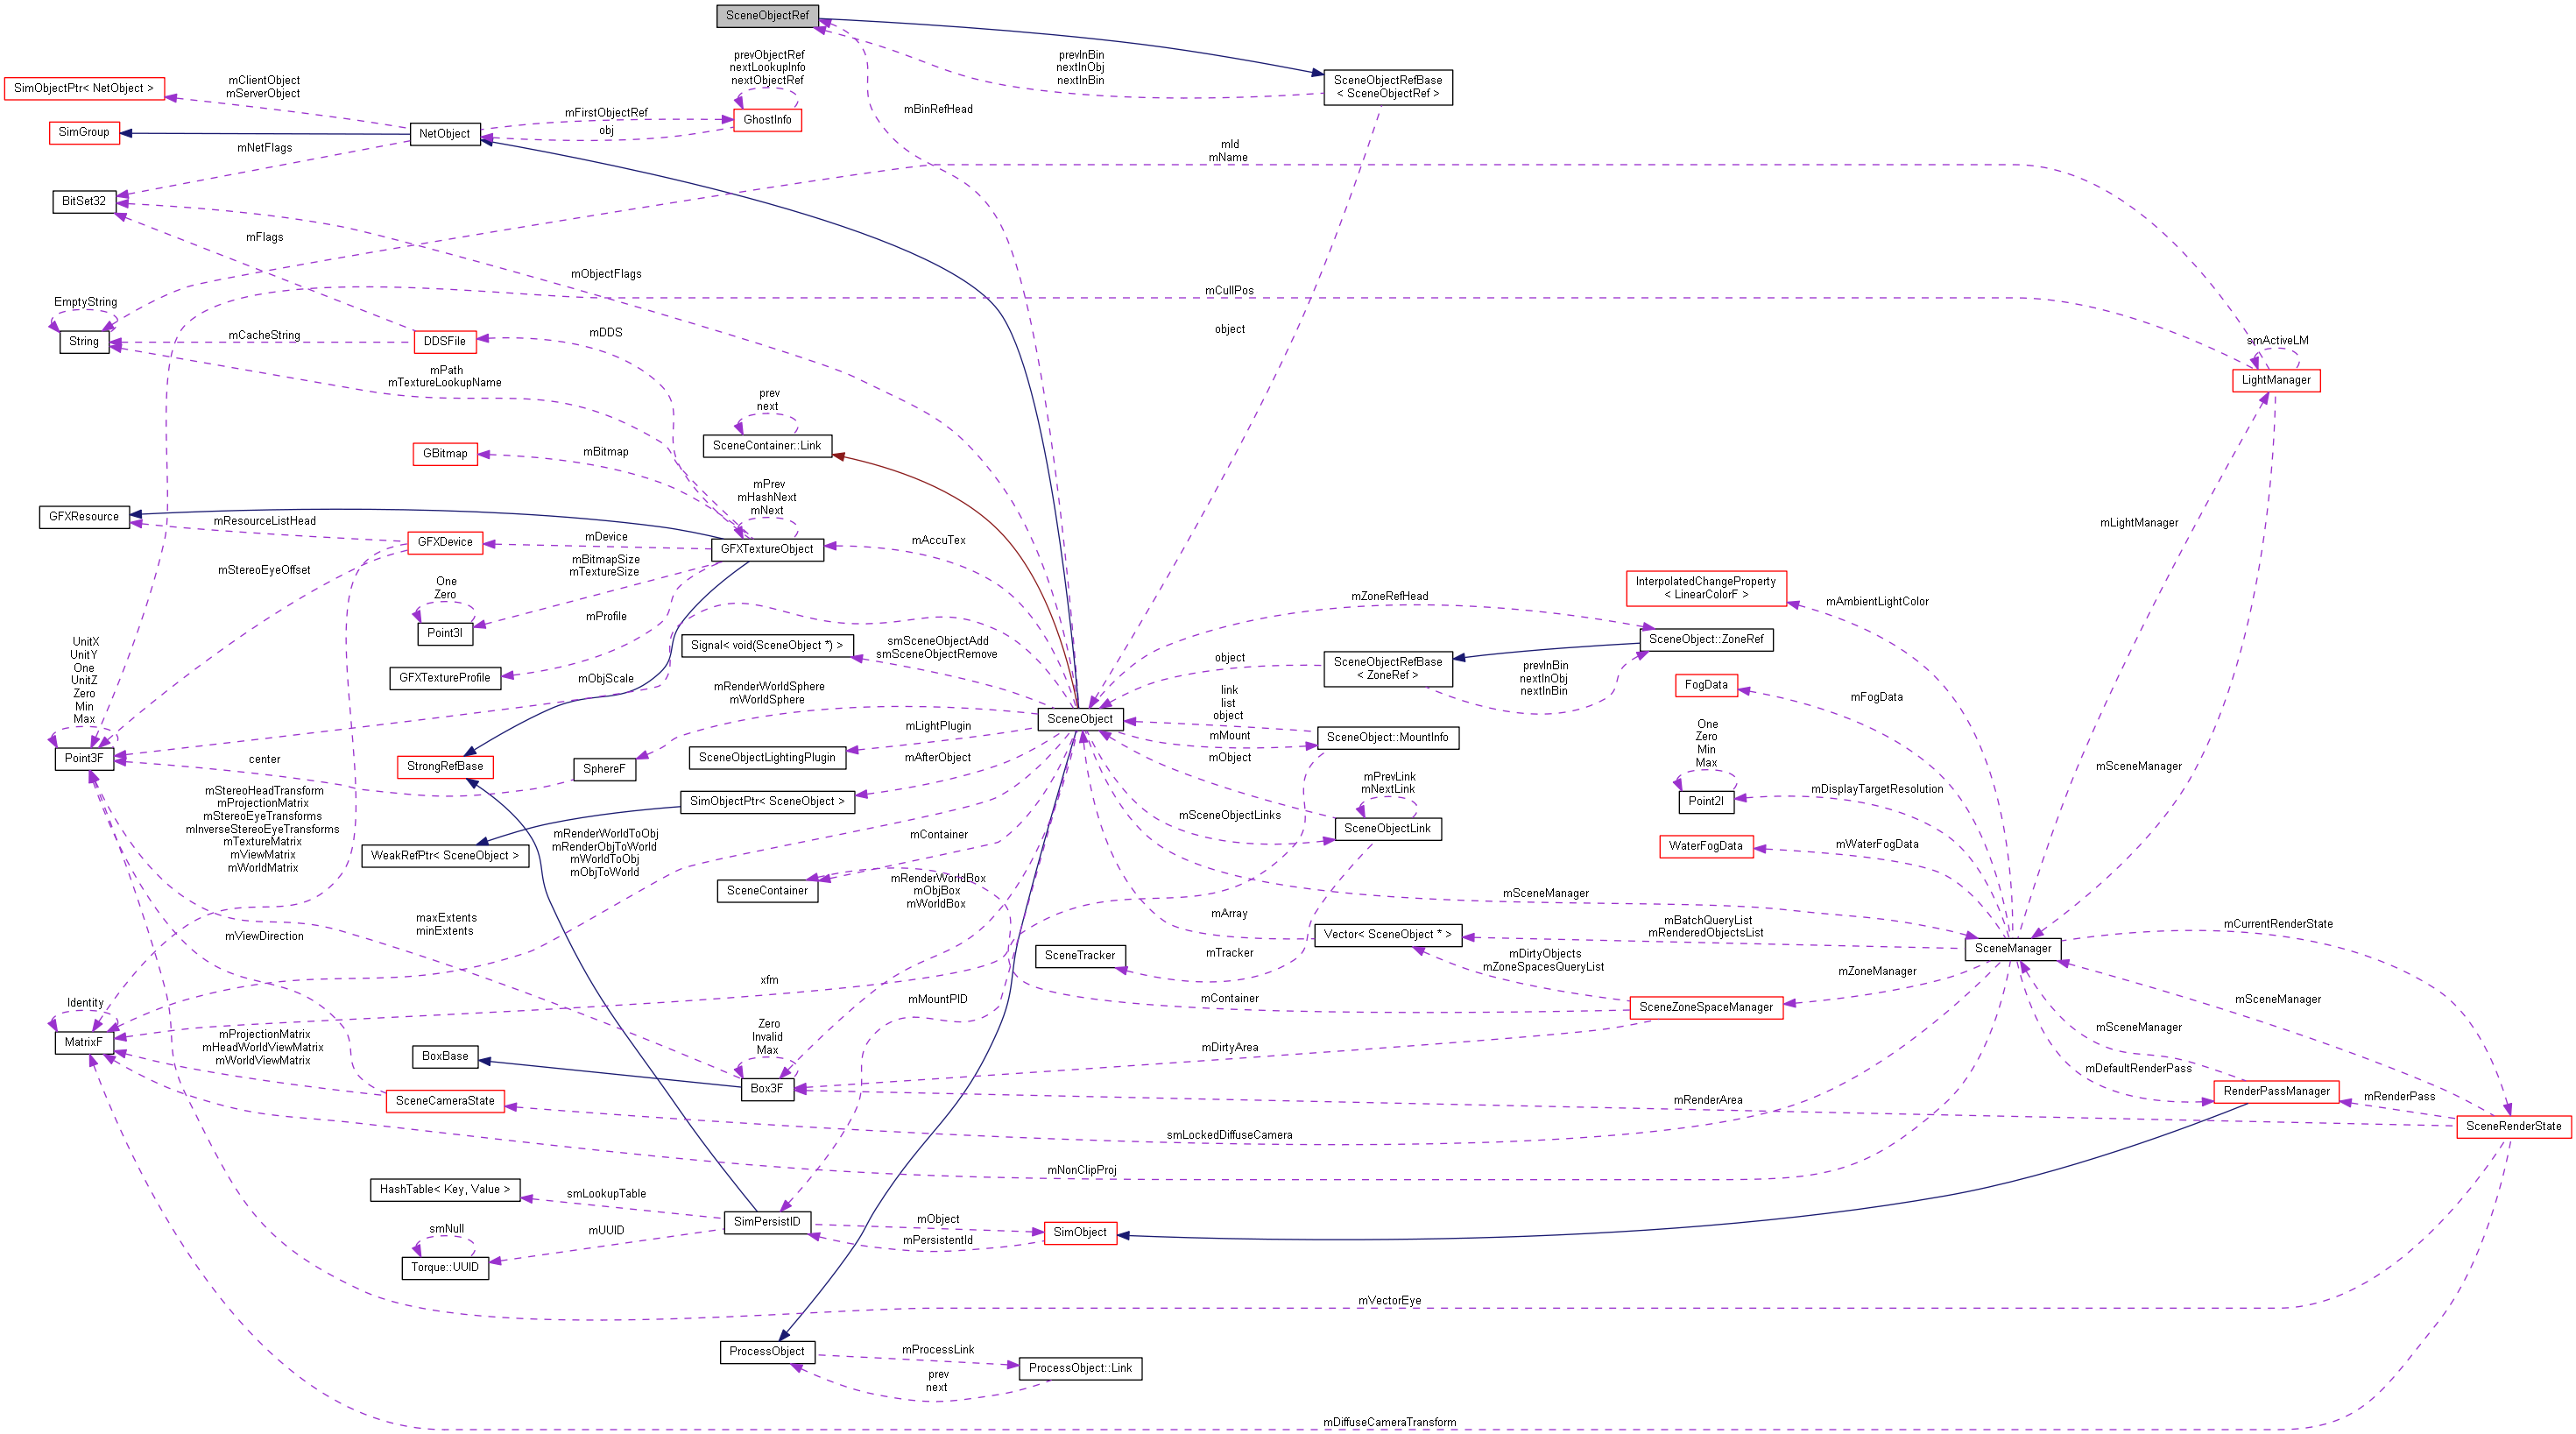 SceneObjectRef
prevObjectRef
nextLookupInfo
nextObjectRef
prevInBin
nextInObj
nextInBin
SceneObjectRefBase
< SceneObjectRef >
SimObjectPtr< NetObject >
mClientObject
mServerObject
mFirstObjectRef
GhostInfo
mBinRefHead
SimGroup
NetObject
obj
mNetFlags
mId
mName
BitSet32
mFlags
mObjectFlags
mCullPos
EmptyString
String
mCacheString
DDSFile
mDDS
object
smActiveLM
LightManager
mPath
mTextureLookupName
prev
next
SceneContainer::Link
GBitmap
mBitmap
mPrev
mHashNext
mNext
GFXResource
mResourceListHead
GFXDevice
mDevice
GFXTextureObject
mAccuTex
mLightManager
mStereoEyeOffset
mBitmapSize
mTextureSize
One
Zero
Point3I
mProfile
mZoneRefHead
InterpolatedChangeProperty
< LinearColorF >
mAmbientLightColor
Signal< void(SceneObject *) >
smSceneObjectAdd
smSceneObjectRemove
SceneObject::ZoneRef
UnitX
UnitY
One
UnitZ
Zero
Min
Max
GFXTextureProfile
mObjScale
object
SceneObjectRefBase
< ZoneRef >
prevInBin
nextInObj
nextInBin
mRenderWorldSphere
mWorldSphere
link
list
object
FogData
mFogData
SceneObject
mLightPlugin
mMount
SceneObject::MountInfo
One
Zero
Min
Max
Point3F
center
StrongRefBase
SphereF
SceneObjectLightingPlugin
mAfterObject
mObject
mPrevLink
mNextLink
mSceneManager
mStereoHeadTransform
mProjectionMatrix
mStereoEyeTransforms
mInverseStereoEyeTransforms
mTextureMatrix
mViewMatrix
mWorldMatrix
SimObjectPtr< SceneObject >
mDisplayTargetResolution
Point2I
mSceneObjectLinks
SceneObjectLink
WeakRefPtr< SceneObject >
mRenderWorldToObj
mRenderObjToWorld
mWorldToObj
mObjToWorld
mContainer
WaterFogData
mWaterFogData
SceneContainer
mRenderWorldBox
mObjBox
mWorldBox
mSceneManager
maxExtents
minExtents
mViewDirection
mArray
Vector< SceneObject * >
mBatchQueryList
mRenderedObjectsList
mCurrentRenderState
SceneManager
SceneTracker
mTracker
mDirtyObjects
mZoneSpacesQueryList
mZoneManager
xfm
mMountPID
mContainer
SceneZoneSpaceManager
mSceneManager
Identity
MatrixF
mProjectionMatrix
mHeadWorldViewMatrix
mWorldViewMatrix
Zero
Invalid
Max
BoxBase
Box3F
mDirtyArea
mSceneManager
mDefaultRenderPass
SceneCameraState
mRenderArea
RenderPassManager
mRenderPass
SceneRenderState
smLockedDiffuseCamera
mNonClipProj
HashTable< Key, Value >
smLookupTable
SimPersistID
mObject
mPersistentId
SimObject
smNull
mUUID
Torque::UUID
mVectorEye
ProcessObject
mProcessLink
ProcessObject::Link
prev
next
mDiffuseCameraTransform